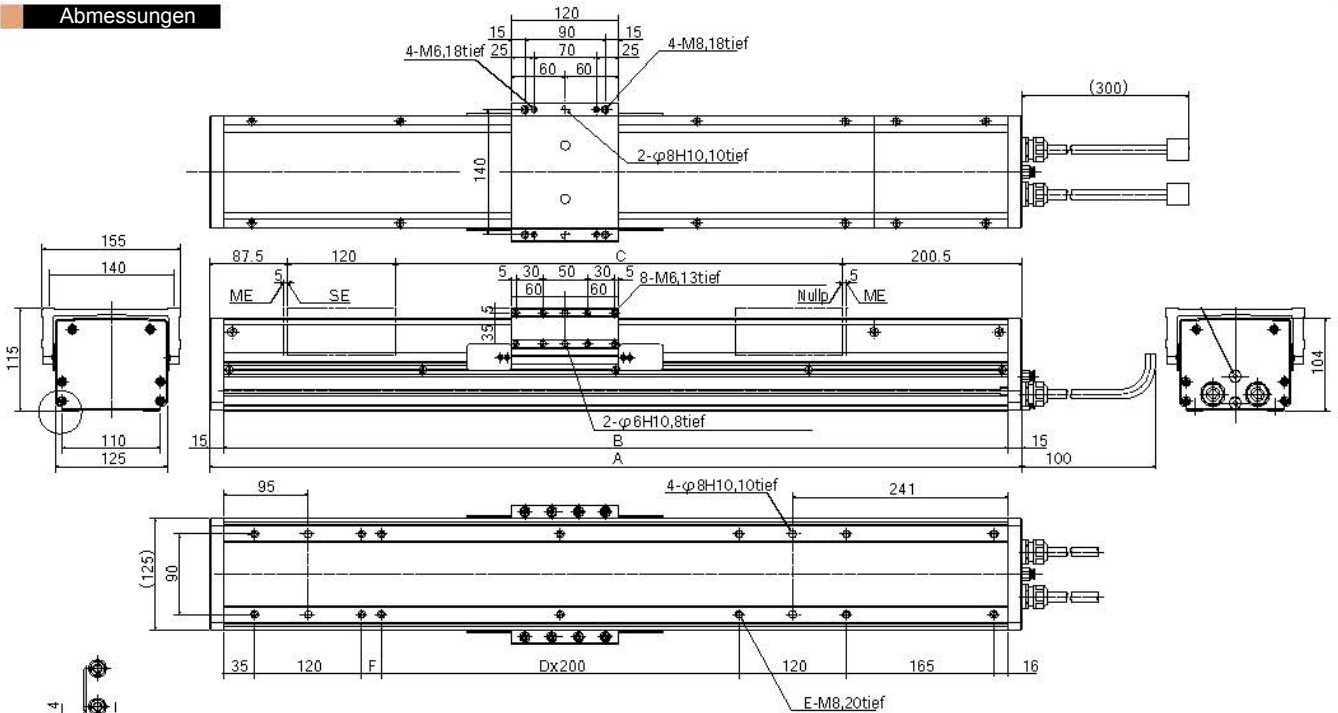 Abmessungen
120
15 90 15
4-M6,18tief 25 70 25 4-M8,18tief
60 60
(300)
2-φ8H10,10tief
140
155
140
87.5 120 C 200.5
5 30 50 30 5
5 5
ME SE 60 60 8-M6,13tief Nullp ME
5
35
115
104
2-φ6H10,8tief
110
125
15 B 15
A 100
95 4-φ8H10,10tief 241
(125)
90
35 120 F Dx200 120 165 16
E-M8,20tief
4